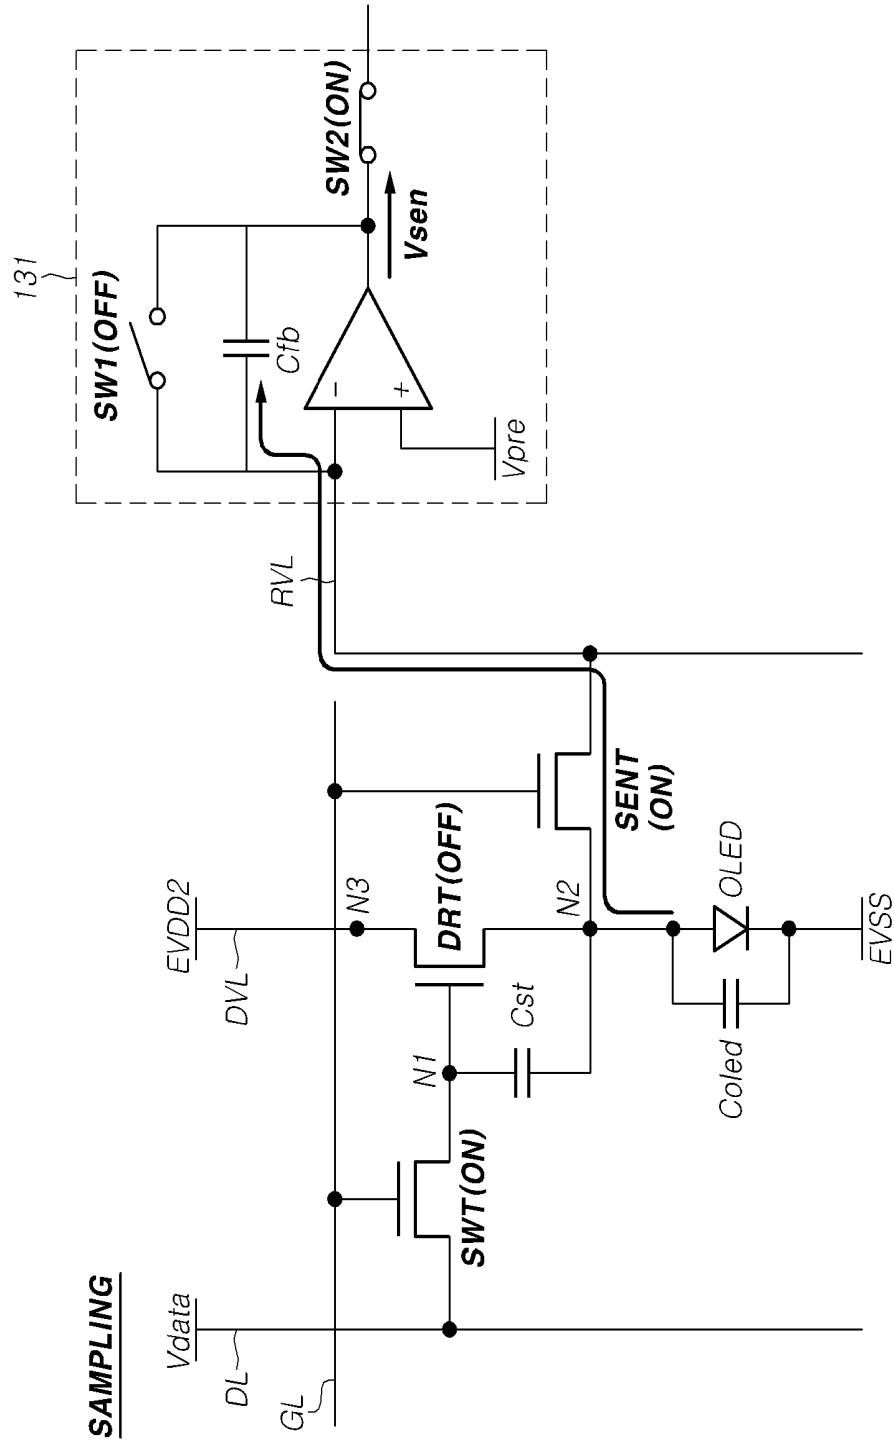 SAMPLING
Vdata
DL
GL
SWT(ON)
EVDD2
DVL
N3
N1
DRT(OFF)
Cst
N2
SENT
(ON)
Coled
OLED
EVSS
RVL
131
SW1(OFF)
Cfb
-
+
Vpre
Vsen
SW2(ON)